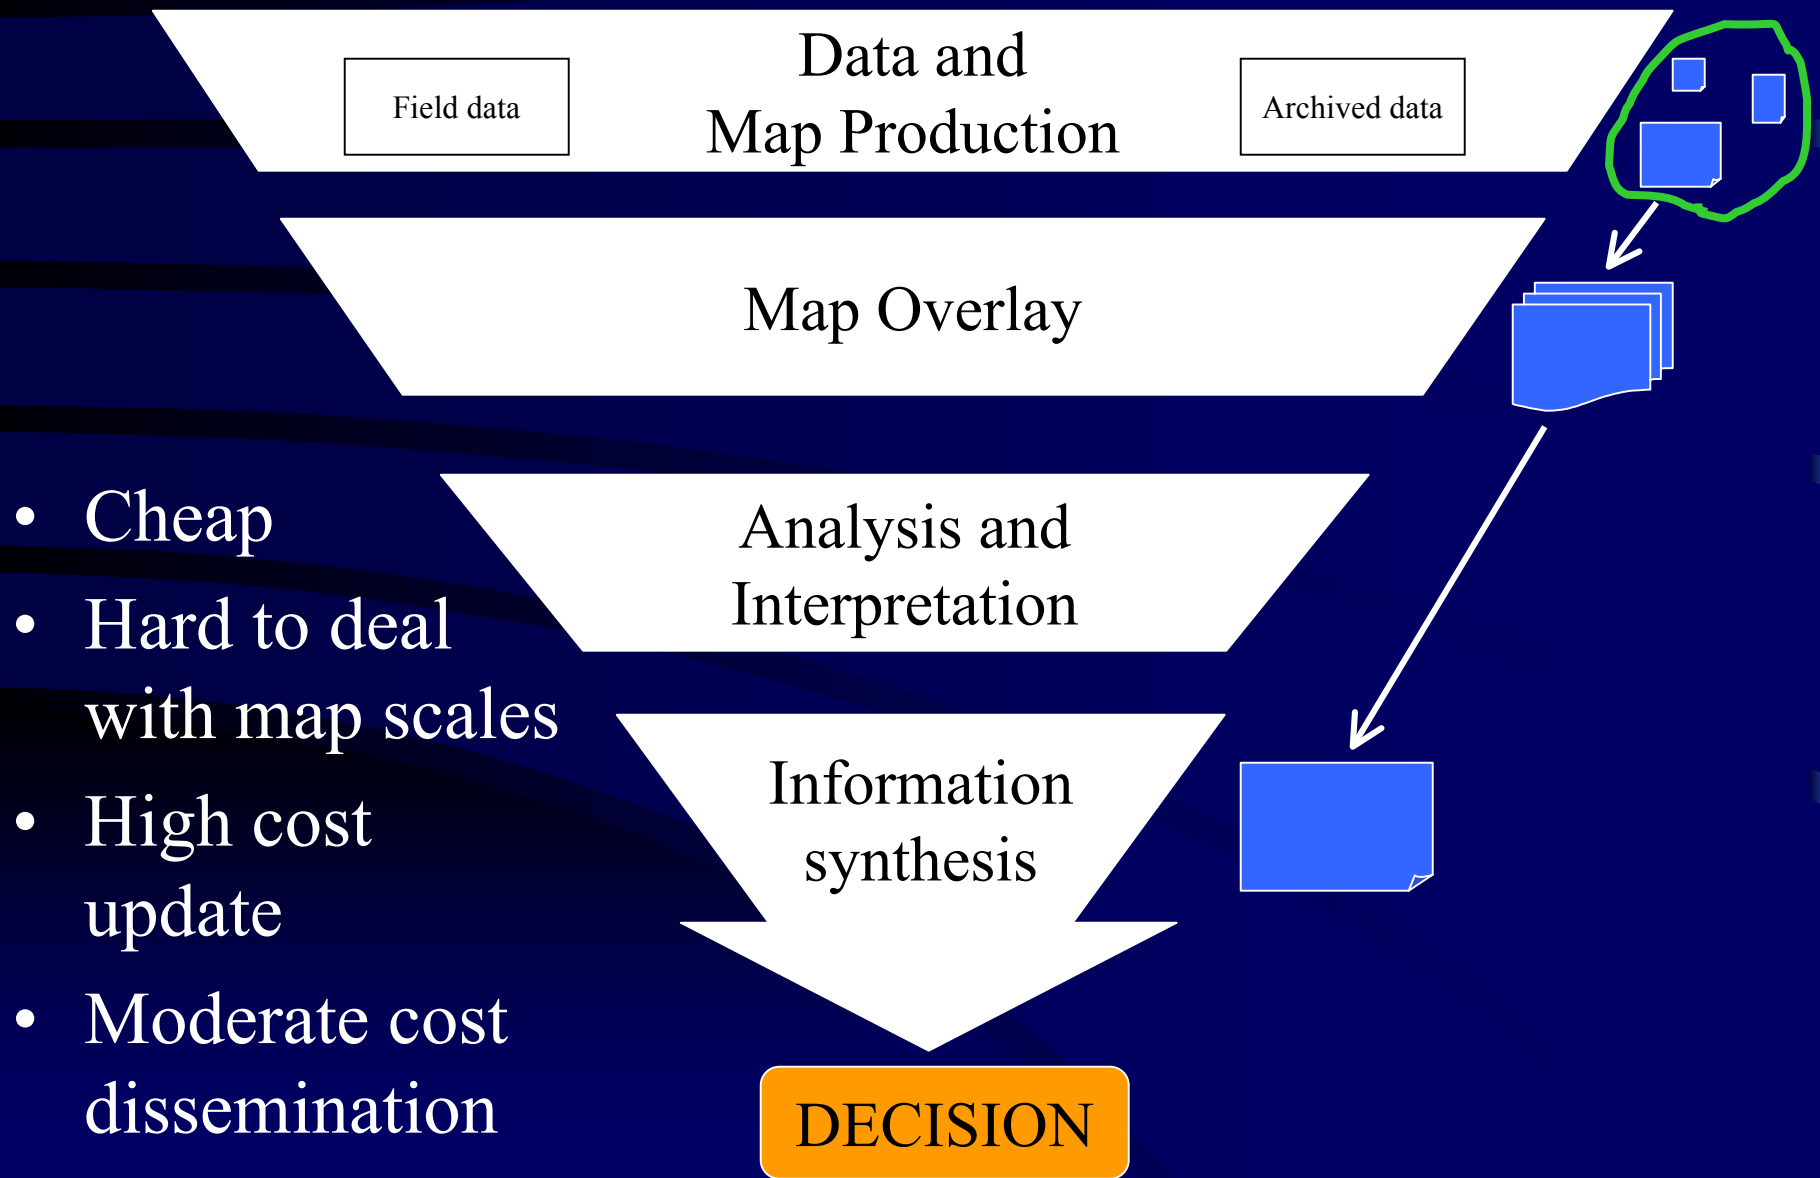 Data and
Map Production
Field data
Archived data
Map Overlay
Analysis and
Interpretation
Information
synthesis
DECISION
• Cheap
• Hard to deal
with map scales
• High cost
update
• Moderate cost
dissemination